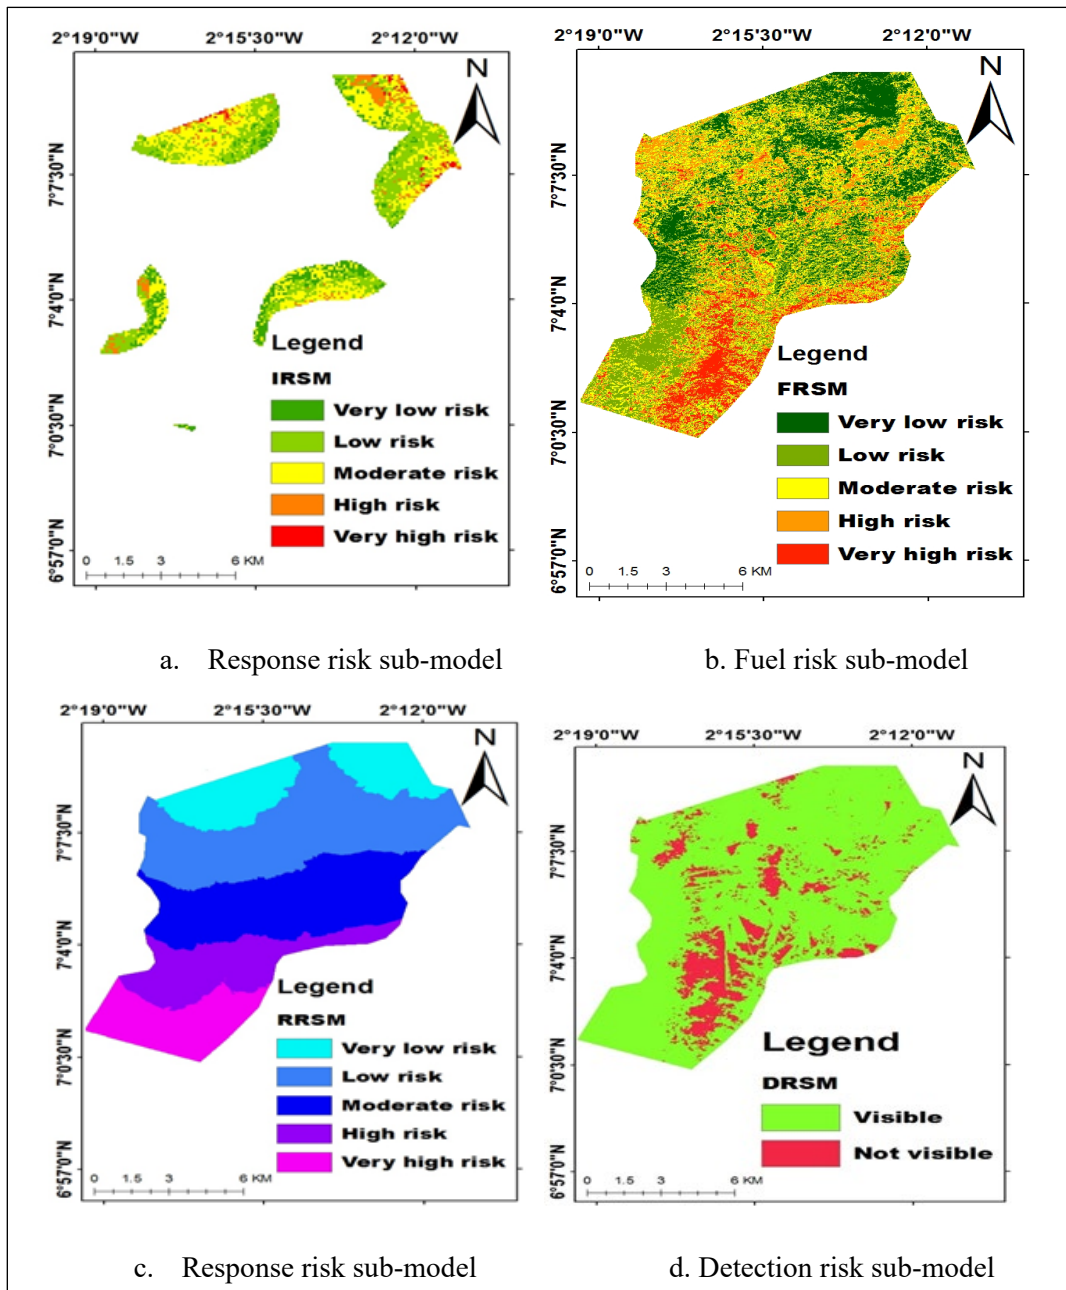 2°19'0"W 2°15'30"W 2°12'0"W
N
7°7'30"N
7°4'0"N
7°0'30"N
6°57'0"N
Legend
IRSM
Very low risk
Low risk
Moderate risk
High risk
Very high risk
0 1.5 3 6 KM
a. Response risk sub-model
2°19'0"W 2°15'30"W 2°12'0"W
N
7°7'30"N
7°4'0"N
7°0'30"N
6°57'0"N
Legend
FRSM
Very low risk
Low risk
Moderate risk
High risk
Very high risk
0 1.5 3 6 KM
b. Fuel risk sub-model
2°19'0"W 2°15'30"W 2°12'0"W
N
7°7'30"N
7°4'0"N
7°0'30"N
6°57'0"N
Legend
RRSM
Very low risk
Low risk
Moderate risk
High risk
Very high risk
0 1.5 3 6 KM
c. Response risk sub-model
2°19'0"W 2°15'30"W 2°12'0"W
N
7°7'30"N
7°4'0"N
7°0'30"N
6°57'0"N
Legend
DRSM
Visible
Not visible
0 1.5 3 6 KM
d. Detection risk sub-model